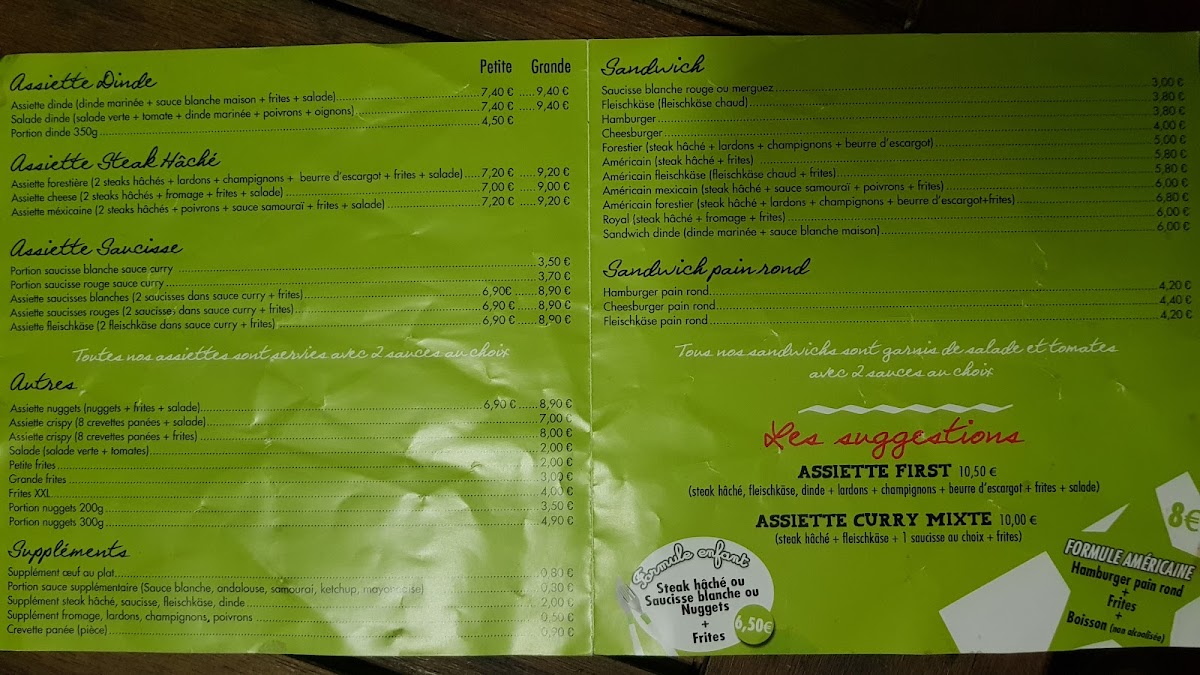 Petite Grande
Assiette Dinde
Assiette dinde (dinde marinée + sauce blanche maison + frites + salade) 7,40 € 9,40 €
Salade dinde (salade verte + tomate + dinde marinée + poivrons + oignons) 7,40 € 9,40 €
Portion dinde 350g 4,50 €
Assiette Steak Hâché
Assiette forestière (2 steaks hâchés + lardons + champignons + beurre d'escargot + frites + salade) 7,20 € 9,20 €
Assiette cheese (2 steaks hâchés + fromage + frites + salade) 7,00 € 9,00 €
Assiette méxicaine (2 steaks hâchés + poivrons + sauce samouraï + frites + salade) 7,20 € 9,20 €
Assiette Saucisse
Portion saucisse blanche sauce curry 3,50 €
Portion saucisse rouge sauce curry 3,70 €
Assiette saucisses blanches (2 saucisses dans sauce curry + frites) 6,90€ 8,90 €
Assiette saucisses rouges (2 saucisses dans sauce curry + frites) 6,90 € 8,90 €
Assiette fleischkäse (2 fleischkäse dans sauce curry + frites) 6,90 € 8,90 €
Toutes nos assiettes sont servies avec 2 sauces au choix
Autres
Assiette nuggets (nuggets + frites + salade) 6,90 € 8,90 €
Assiette crispy (8 crevettes panées + salade) 7,00 €
Assiette crispy (8 crevettes panées + frites) 8,00 €
Salade (salade verte + tomates) 2,00 €
Petite frites 2,00 €
Grande frites 3,00 €
Frites XXL 4,00 €
Portion nuggets 200g 3,50 €
Portion nuggets 300g 4,90 €
Suppléments
Supplément œuf au plat 0,80 €
Portion sauce supplémentaire (Sauce blanche, andalouse, samourai, ketchup, mayonnaise) 0,30 €
Supplément steak hâché, saucisse, fleischkäse, dinde 2,00 €
Supplément fromage, lardons, champignons, poivrons 0,50 €
Crevette panée (pièce) 0,90 €
Sandwich
Saucisse blanche rouge ou merguez 3,00 €
Fleischkäse (fleischkäse chaud) 3,80 €
Hamburger 3,80 €
Cheesburger 4,00 €
Forestier (steak hâché + lardons + champignons + beurre d'escargot) 5,00 €
Américain (steak hâché + frites) 5,80 €
Américain fleischkäse (fleischkäse chaud + frites) 5,80 €
Américain mexicain (steak hâché + sauce samouraï + poivrons + frites) 6,00 €
Américain forestier (steak hâché + lardons + champignons + beurre d'escargot+frites) 6,80 €
Royal (steak hâché + fromage + frites) 6,00 €
Sandwich dinde (dinde marinée + sauce blanche maison) 6,00 €
Sandwich pain rond
Hamburger pain rond 4,20 €
Cheesburger pain rond 4,40 €
Fleischkäse pain rond 4,20 €
Tous nos sandwichs sont garnis de salade et tomates
avec 2 sauces au choix
Les suggestions
ASSIETTE FIRST 10,50 €
(steak hâché, fleischkäse, dinde + lardons + champignons + beurre d'escargot + frites + salade)
ASSIETTE CURRY MIXTE 10,00 €
(steak hâché + fleischkäse + 1 saucisse au choix + frites)
Formule enfant
Steak hâché ou
Saucisse blanche ou
Nuggets
+
Frites
6,50€
8€
FORMULE AMÉRICAINE
Hamburger pain rond
+
Frites
+
Boisson (non alcoolisée)